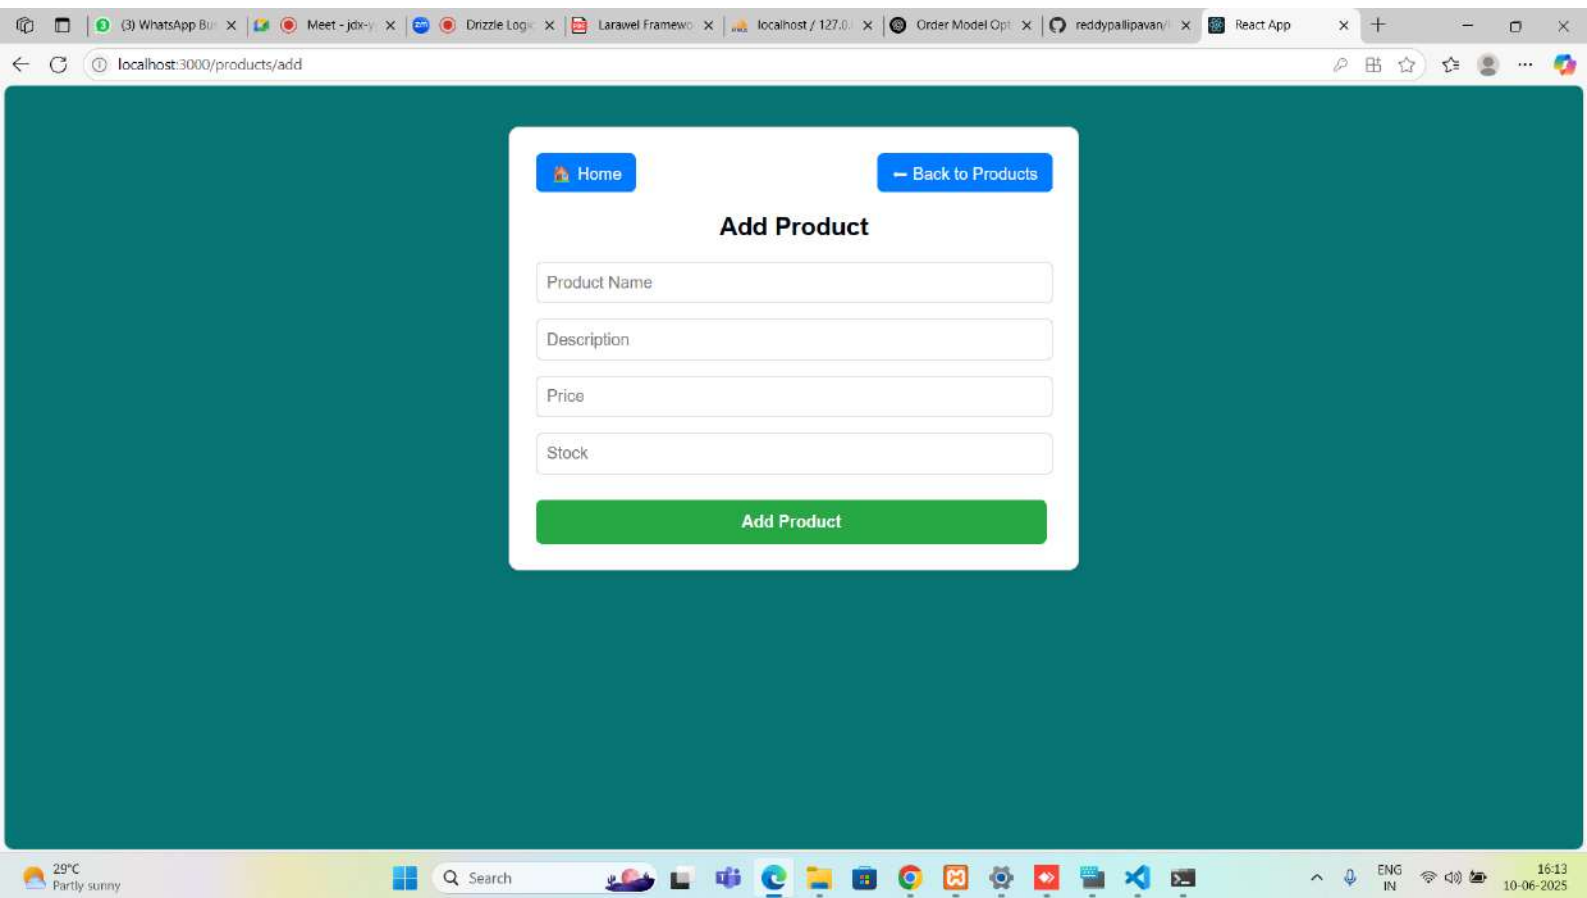 (3) WhatsApp Bu
Meet - jdx-y
Drizzle Logi
Larawel Framewo
localhost / 127.0.
Order Model Opt
reddypallipavan/
React App
localhost:3000/products/add
Home
Back to Products
Add Product
Product Name
Description
Price
Stock
Add Product
29°C
Partly sunny
Search
ENG
IN
16:13
10-06-2025